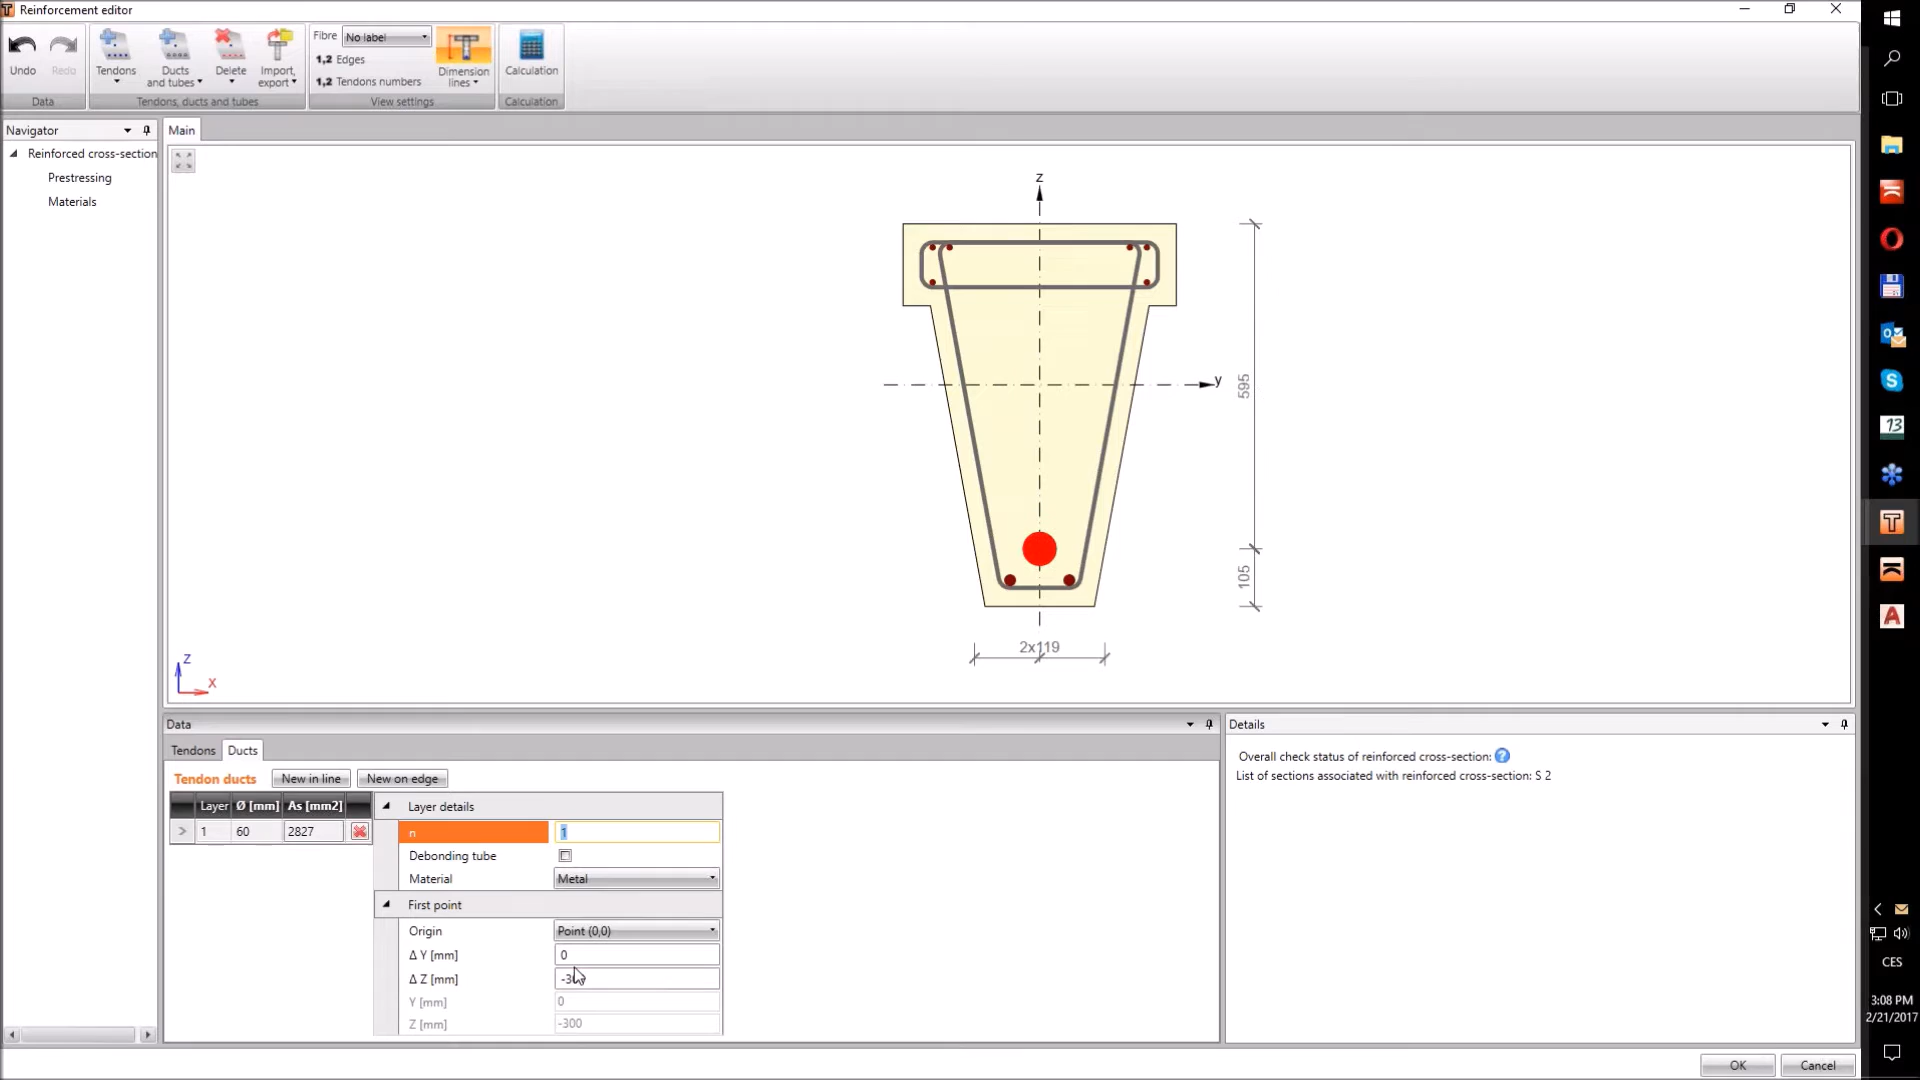 Reinforcement editor
Undo
Redo
Data
Tendons
Ducts and tubes
Delete
Import, export
Tendons, ducts and tubes
Fibre No label
1,2 Edges
1,2 Tendons numbers
Dimension lines
View settings
Calculation
Calculation
Navigator
Reinforced cross-section
Prestressing
Materials
Main
z
y
595
105
2x119
Z
X
Data
Tendons Ducts
Tendon ducts New in line New on edge
Layer Ø [mm] As [mm2]
1 60 2827
Layer details
n 1
Debonding tube
Material Metal
First point
Origin Point (0,0)
Δ Y [mm] 0
Δ Z [mm]
Y [mm] 0
Z [mm] -300
Details
Overall check status of reinforced cross-section:
List of sections associated with reinforced cross-section: S 2
OK Cancel
13
CES
3:08 PM
2/21/2017